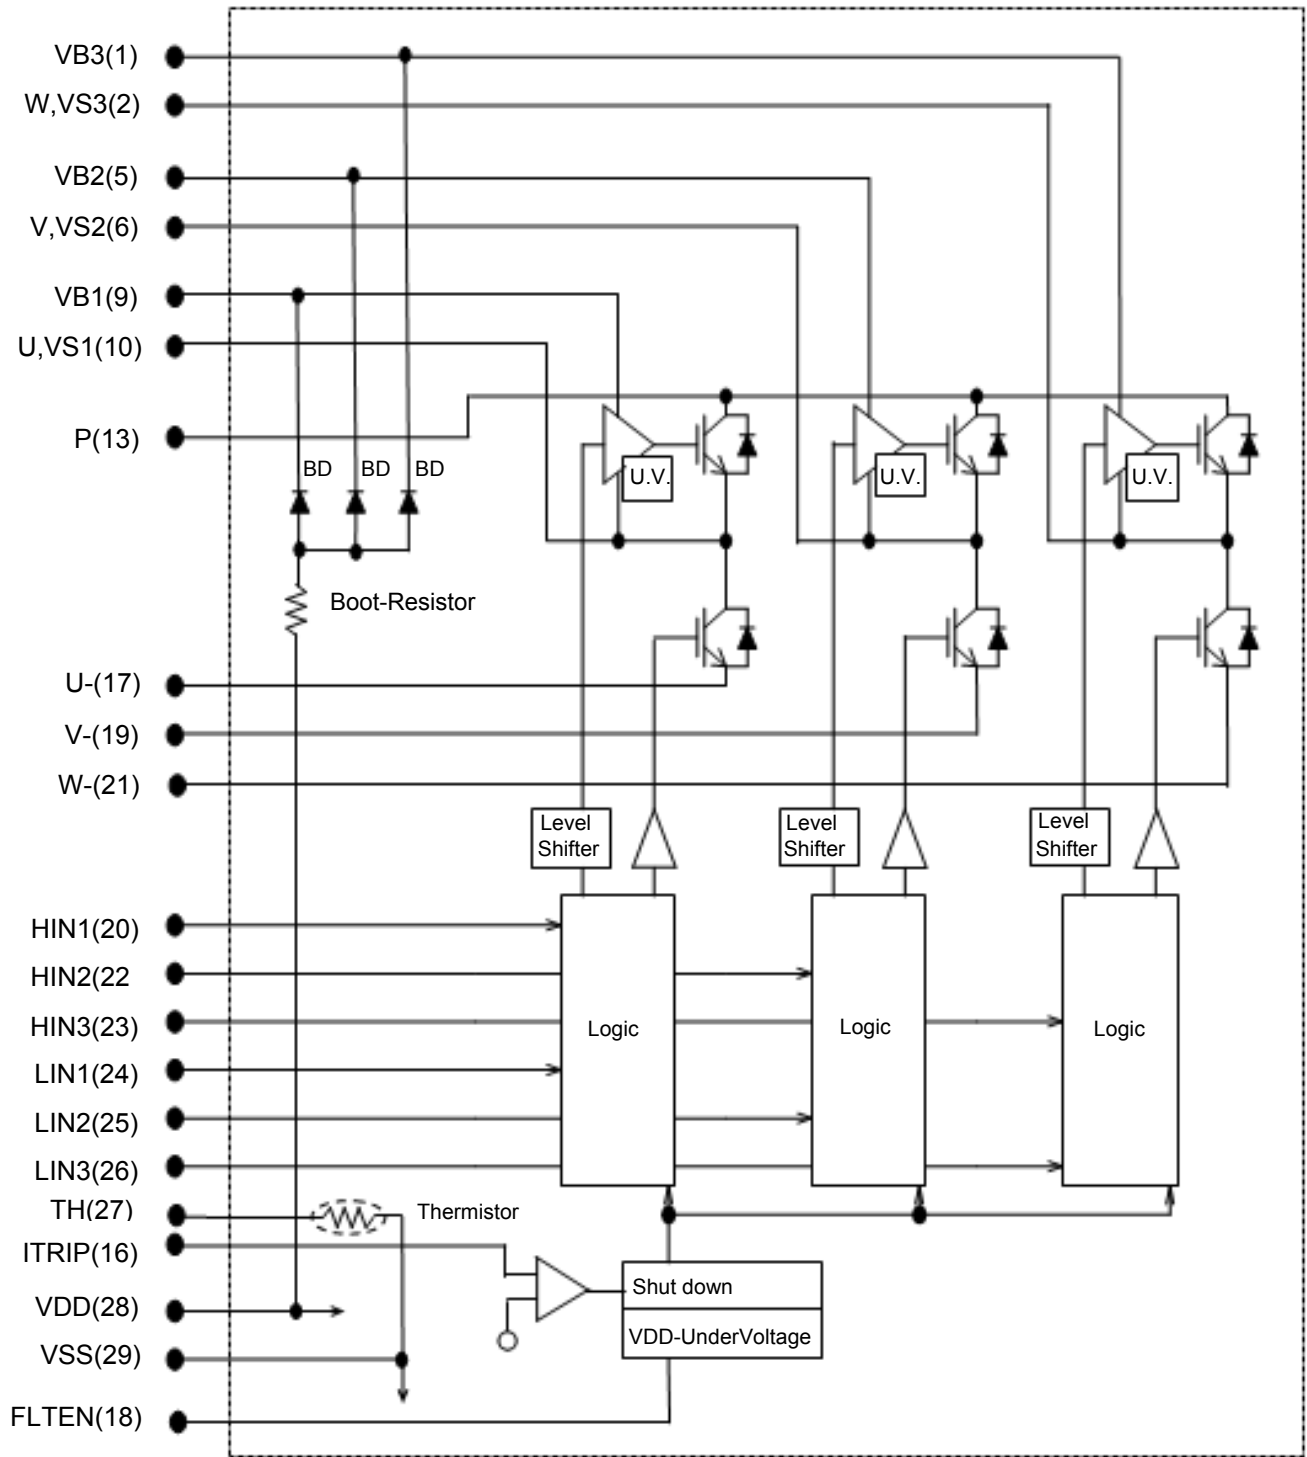 VB3(1)
W,VS3(2)
VB2(5)
V,VS2(6)
VB1(9)
U,VS1(10)
P(13)
BD BD BD
U.V. U.V. U.V.
Boot-Resistor
U-(17)
V-(19)
W-(21)
Level
Shifter
Level
Shifter
Level
Shifter
HIN1(20)
HIN2(22
HIN3(23)
Logic Logic Logic
LIN1(24)
LIN2(25)
LIN3(26)
TH(27)
Thermistor
ITRIP(16)
Shut down
VDD(28)
VDD-UnderVoltage
VSS(29)
FLTEN(18)